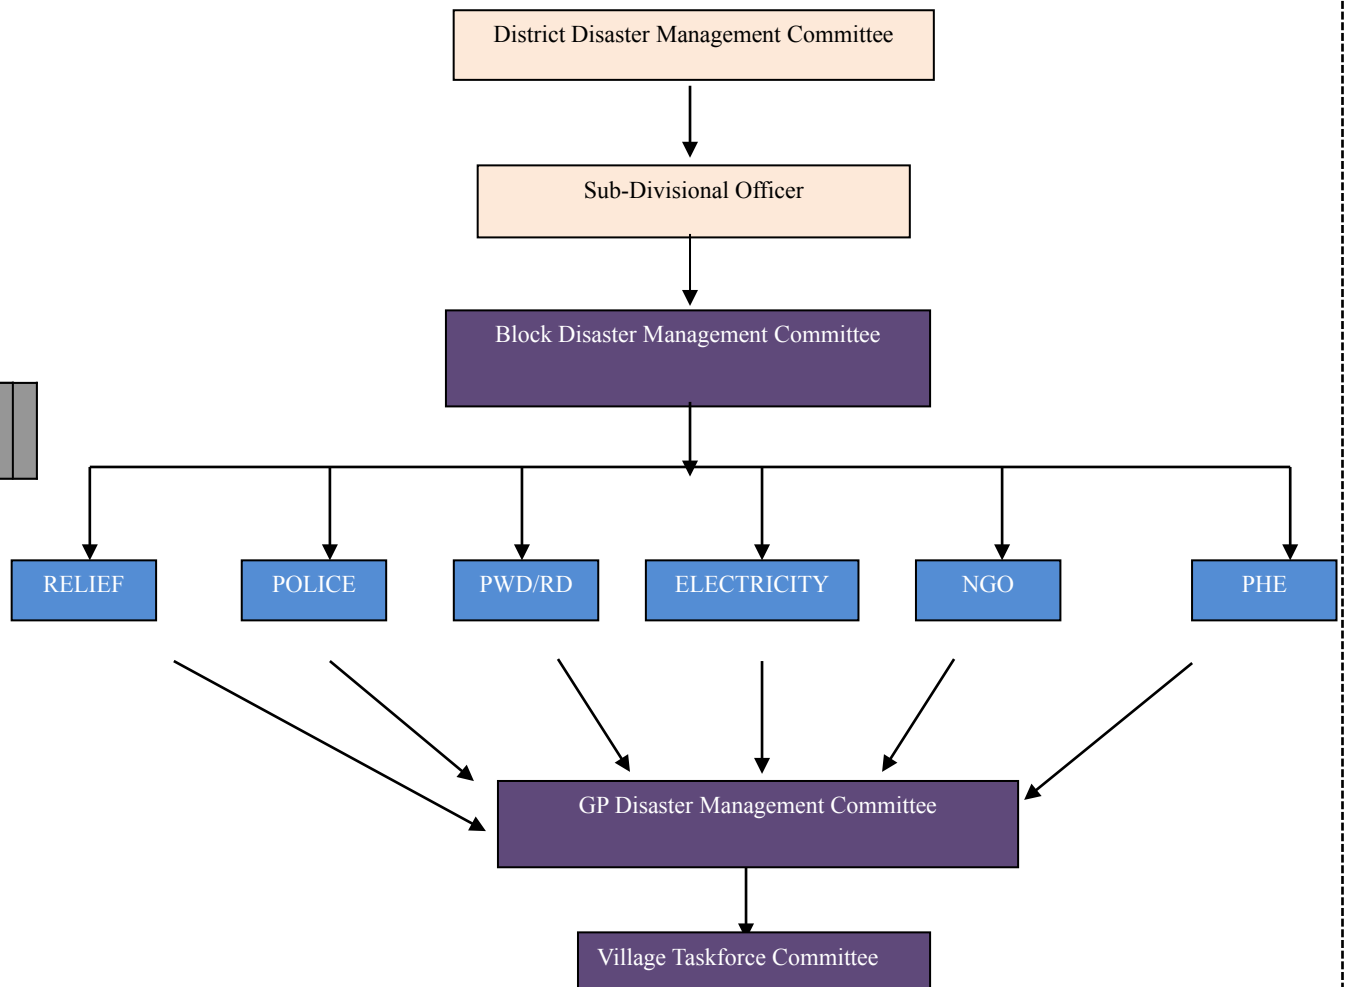 District Disaster Management Committee
Sub-Divisional Officer
Block Disaster Management Committee
RELIEF
POLICE
PWD/RD
ELECTRICITY
NGO
PHE
GP Disaster Management Committee
Village Taskforce Committee